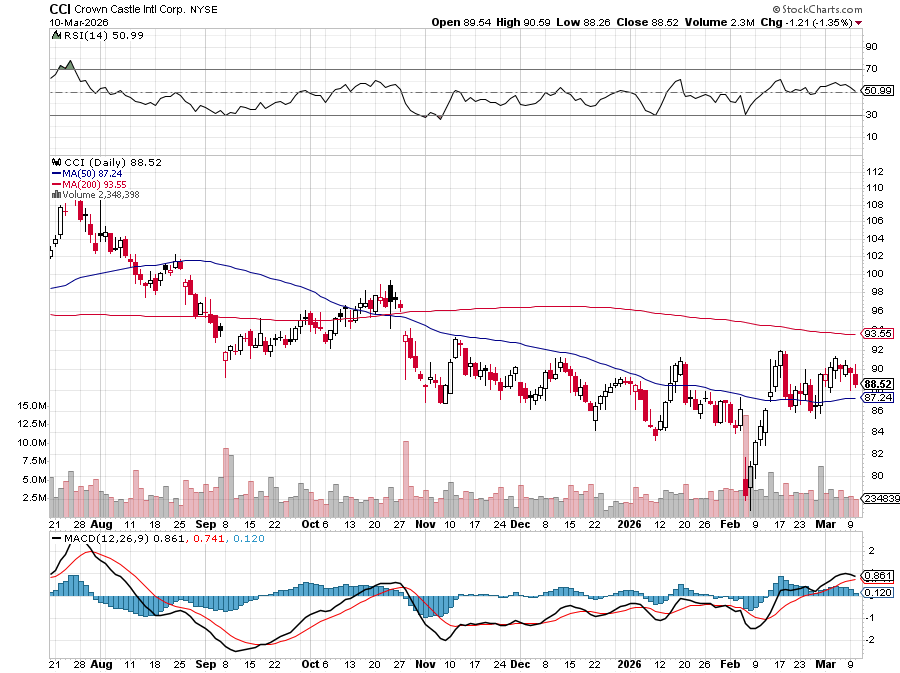 CCI Crown Castle Intl Corp. NYSE © StockCharts.com
10-Mar-2026 Open 89.54 High 90.59 Low 88.26 Close 88.52 Volume 2.3M Chg -1.21 (-1.35%)
RSI(14) 50.99
90
70
50.99
30
10
CCI (Daily) 88.52
MA(50) 87.24
MA(200) 93.55
Volume 2,348,398
112
110
108
106
104
102
100
98
96
93.55
92
90
88.52
87.24
86
84
82
80
15.0M
12.5M
10.0M
7.5M
5.0M
2.5M
234839
21 28 Aug 11 18 25 Sep 8 15 22 Oct 6 13 20 27 Nov 10 17 24 Dec 8 15 22 2026 12 20 26 Feb 9 17 23 Mar 9
MACD(12,26,9) 0.861, 0.741, 0.120
2
0.861
0.120
-1
-2
21 28 Aug 11 18 25 Sep 8 15 22 Oct 6 13 20 27 Nov 10 17 24 Dec 8 15 22 2026 12 20 26 Feb 9 17 23 Mar 9